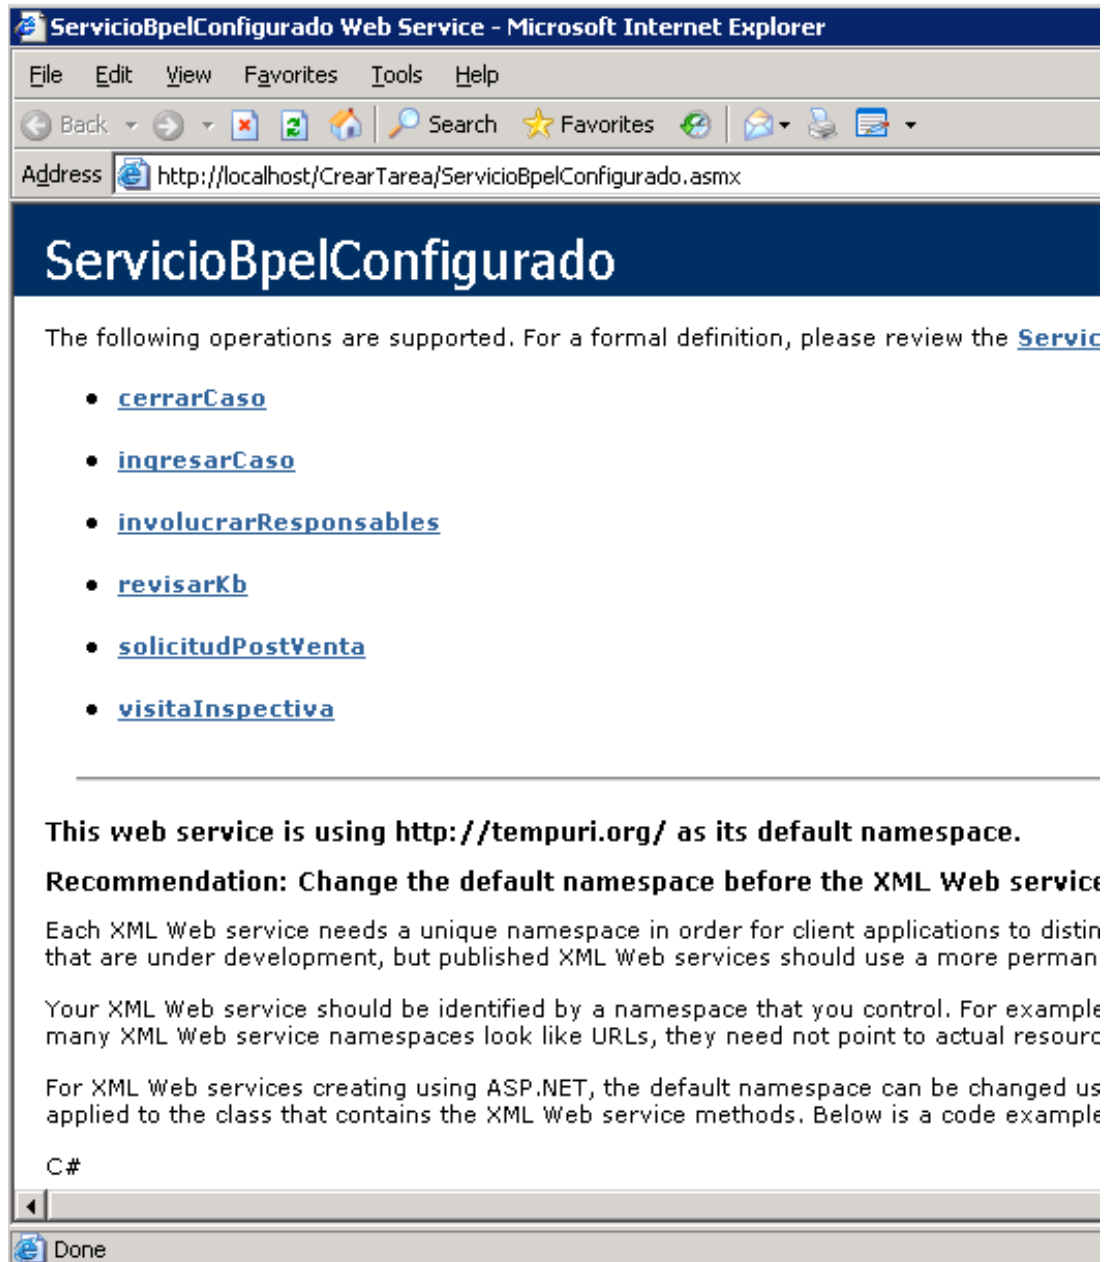 ServicioBpelConfigurado Web Service - Microsoft Internet Explorer
File Edit View Favorites Tools Help
Back Search Favorites
Address http://localhost/CrearTarea/ServicioBpelConfigurado.asmx
ServicioBpelConfigurado
The following operations are supported. For a formal definition, please review the Servic
cerrarCaso
ingresarCaso
involucrarResponsables
revisarKb
solicitudPostVenta
visitaInspectiva
This web service is using http://tempuri.org/ as its default namespace.
Recommendation: Change the default namespace before the XML Web service
Each XML Web service needs a unique namespace in order for client applications to distin
that are under development, but published XML Web services should use a more perman
Your XML Web service should be identified by a namespace that you control. For example
many XML Web service namespaces look like URLs, they need not point to actual resourc
For XML Web services creating using ASP.NET, the default namespace can be changed us
applied to the class that contains the XML Web service methods. Below is a code example
C#
Done